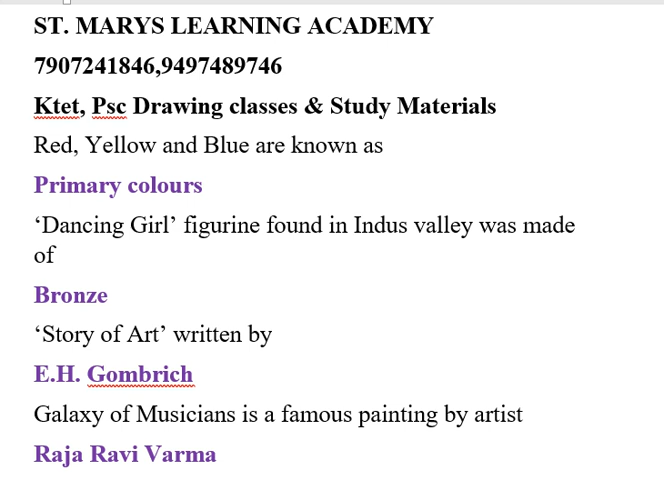 ST. MARYS LEARNING ACADEMY
7907241846,9497489746
Ktet, Psc Drawing classes & Study Materials
Red, Yellow and Blue are known as
Primary colours
‘Dancing Girl’ figurine found in Indus valley was made
of
Bronze
‘Story of Art’ written by
E.H. Gombrich
Galaxy of Musicians is a famous painting by artist
Raja Ravi Varma